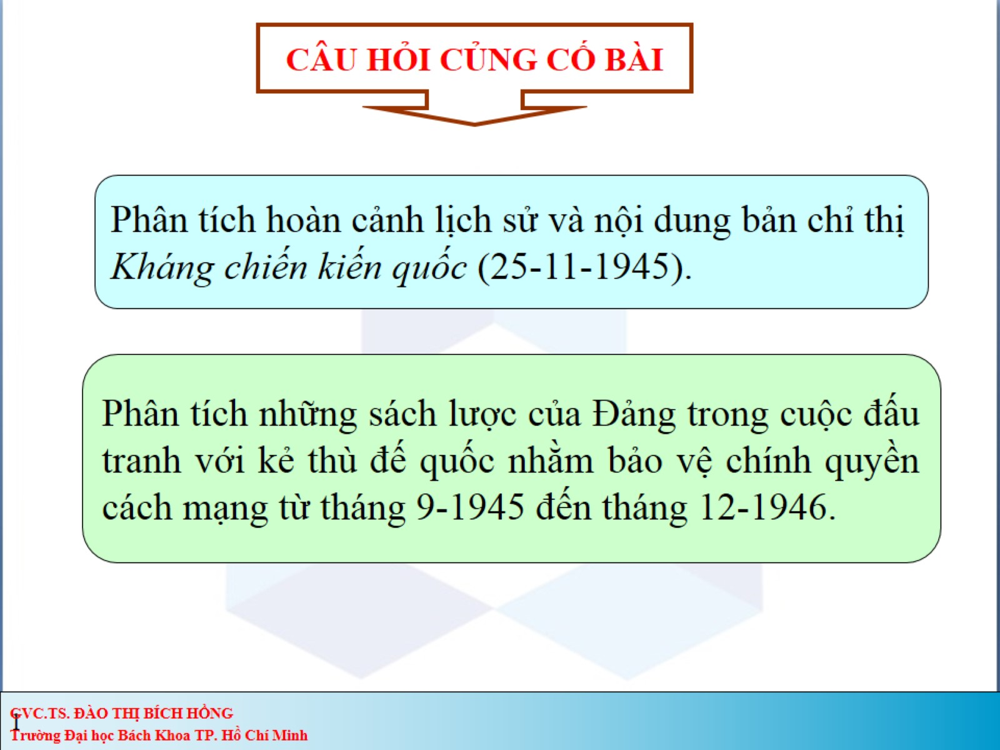 CÂU HỎI CỦNG CỐ BÀI
Phân tích hoàn cảnh lịch sử và nội dung bản chỉ thị
Kháng chiến kiến quốc (25-11-1945).
Phân tích những sách lược của Đảng trong cuộc đấu
tranh với kẻ thù đế quốc nhằm bảo vệ chính quyền
cách mạng từ tháng 9-1945 đến tháng 12-1946.
GVC.TS. ĐÀO THỊ BÍCH HỒNG
1
Trường Đại học Bách Khoa TP. Hồ Chí Minh